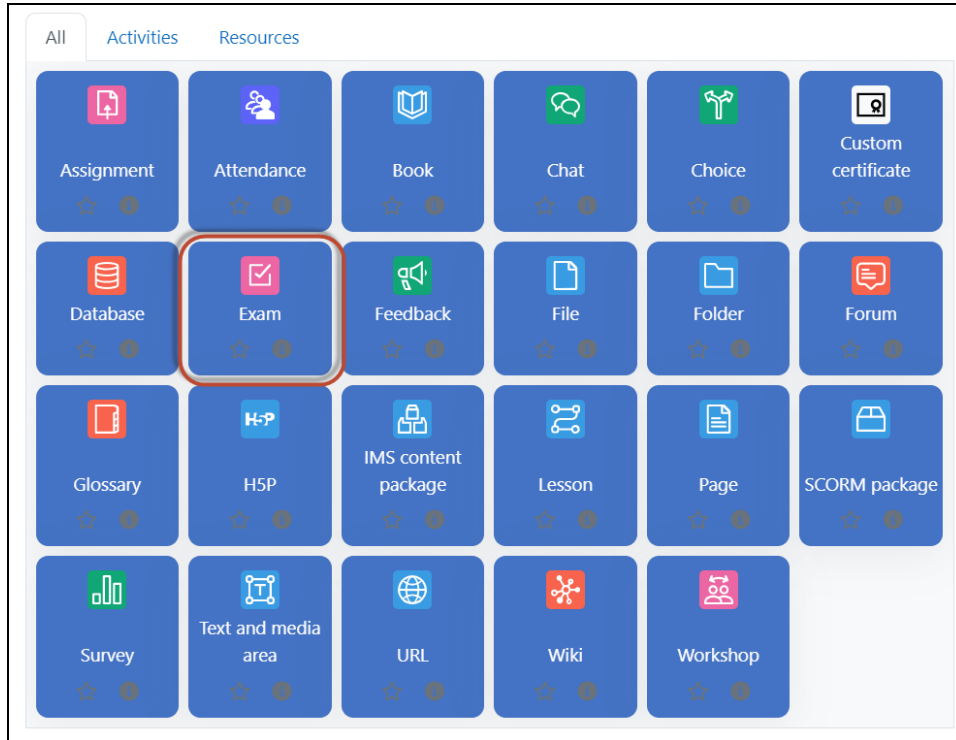 All Activities Resources
Assignment Attendance Book Chat Choice Custom
certificate
Database Exam Feedback File Folder Forum
Glossary H5P IMS content
package Lesson Page SCORM package
Survey Text and media
area URL Wiki Workshop